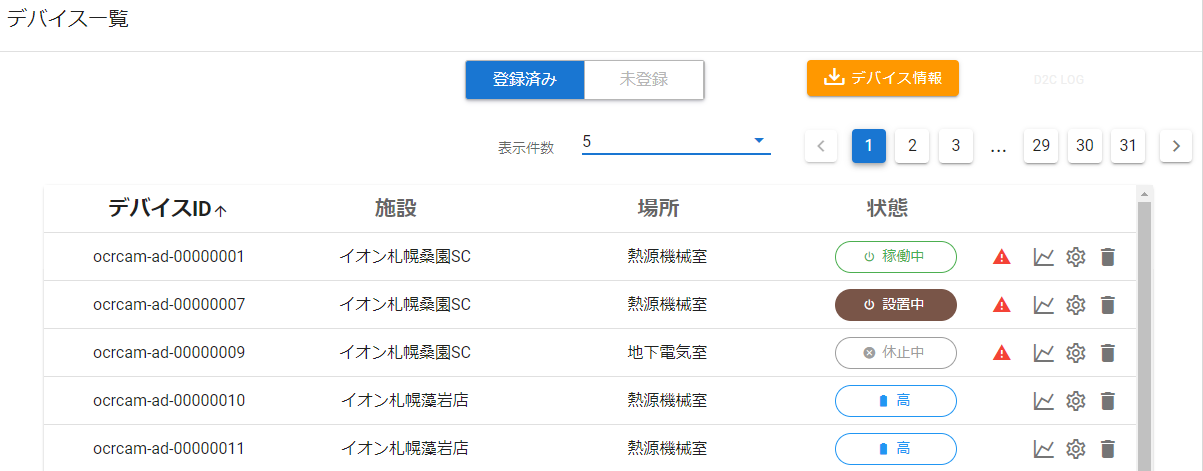 デバイス一覧
登録済み 未登録 デバイス情報 D2C LOG
表示件数 5 1 2 3 ... 29 30 31
デバイスID 施設 場所 状態
ocrcam-ad-00000001 イオン札幌桑園SC 熱源機械室 稼働中
ocrcam-ad-00000007 イオン札幌桑園SC 熱源機械室 設置中
ocrcam-ad-00000009 イオン札幌桑園SC 地下電気室 休止中
ocrcam-ad-00000010 イオン札幌藻岩店 熱源機械室 高
ocrcam-ad-00000011 イオン札幌藻岩店 熱源機械室 高